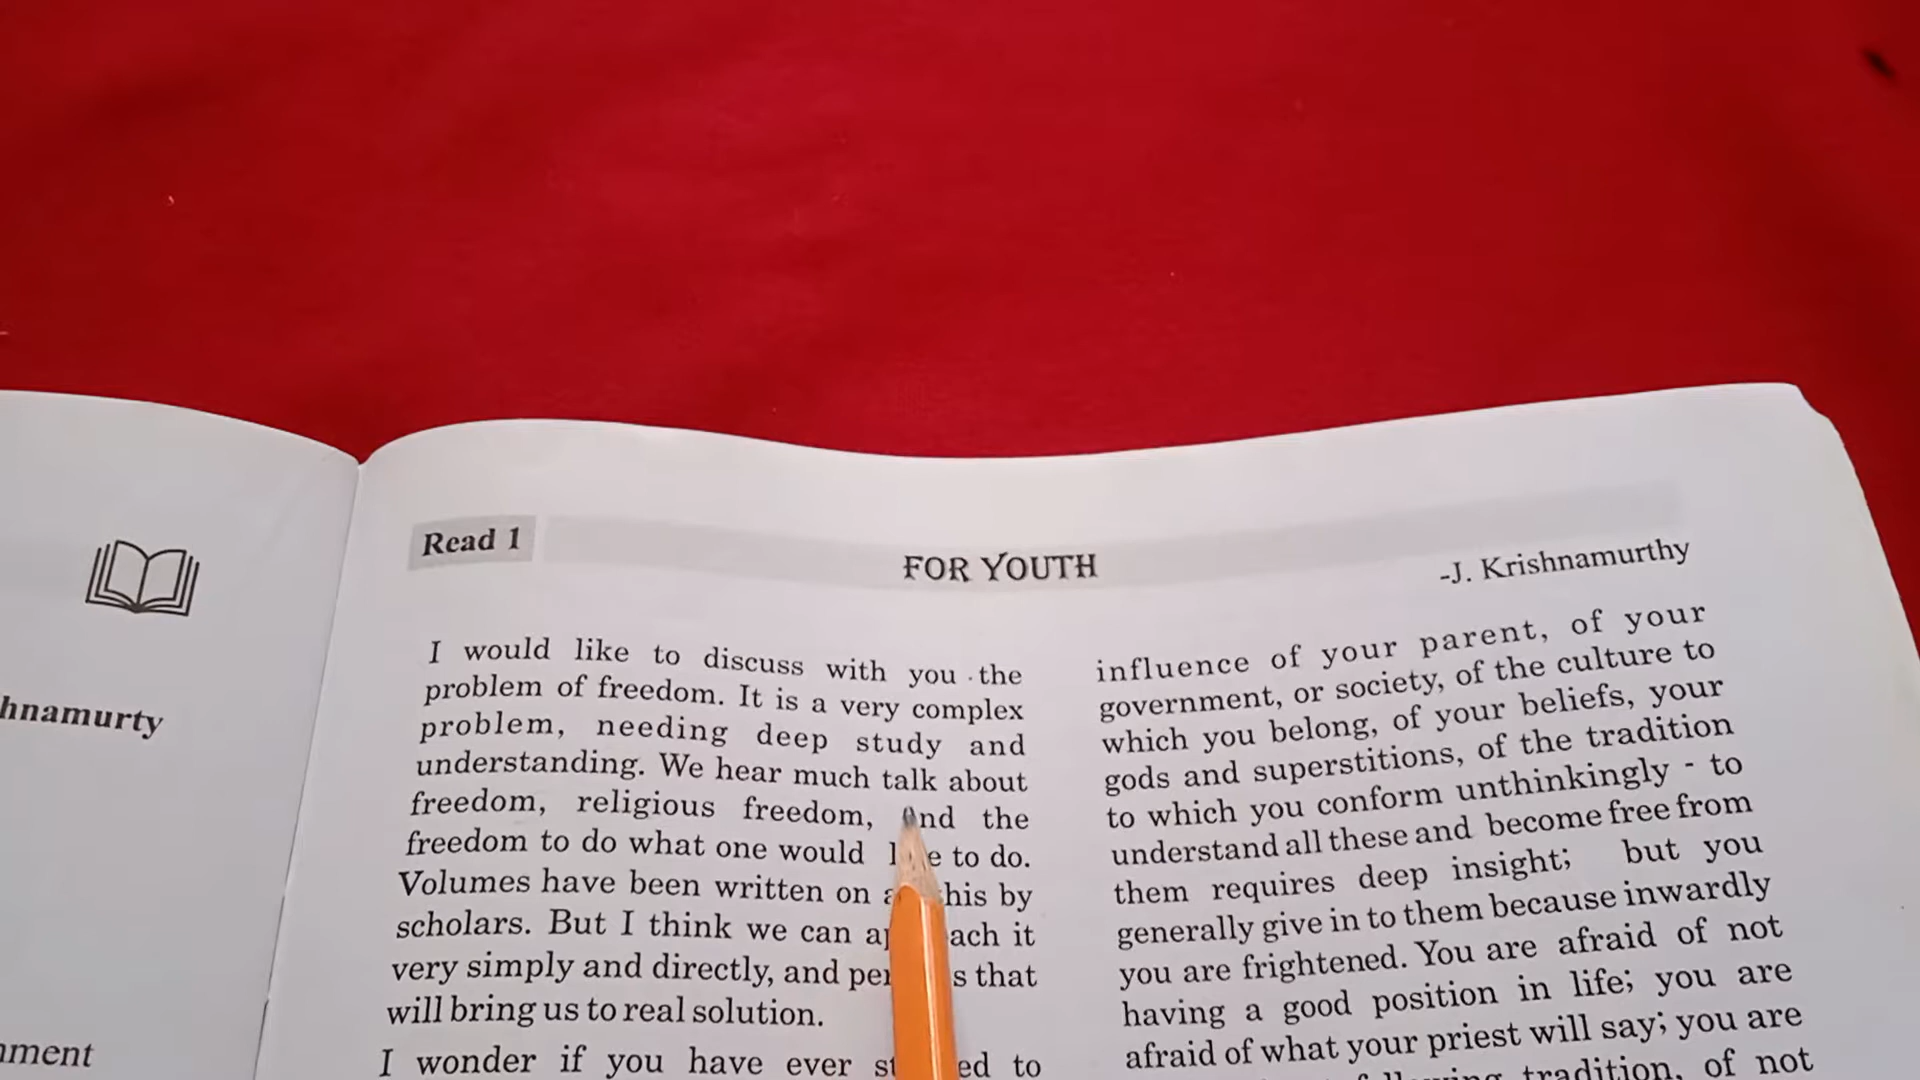 hnamurty
nment
Read 1
FOR YOUTH
-J. Krishnamurthy
I would like to discuss with you the
problem of freedom. It is a very complex
problem, needing deep study and
understanding. We hear much talk about
freedom, religious freedom, and the
freedom to do what one would to do.
Volumes have been written on his by
scholars. But I think we can it
very simply and directly, and that
will bring us to real solution.
I wonder if you have ever to
influence of your parent, of your
government, or society, of the culture to
which you belong, of your beliefs, your
gods and superstitions, of the tradition
to which you conform unthinkingly - to
understand all these and become free from
them requires deep insight; but you
generally give in to them because inwardly
you are frightened. You are afraid of not
having a good position in life; you are
afraid of what your priest will say; you are
tradition, of not